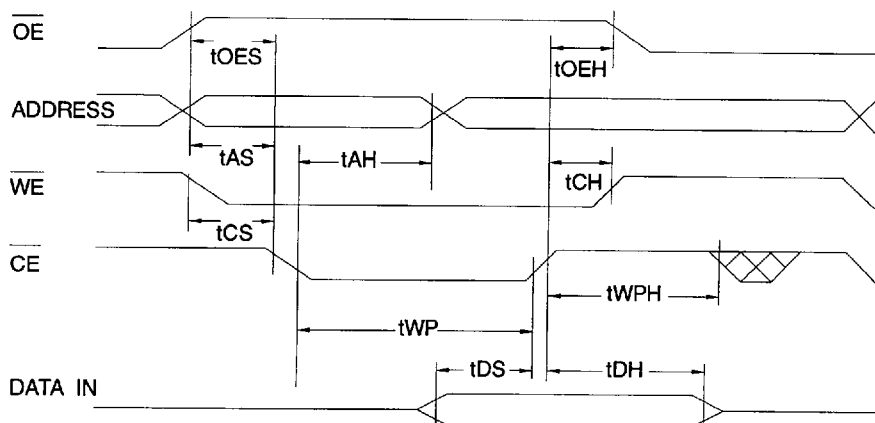 OE
tOES
tOEH
ADDRESS
tAS
tAH
tCH
WE
tCS
CE
tWPH
tWP
tDS
tDH
DATA IN